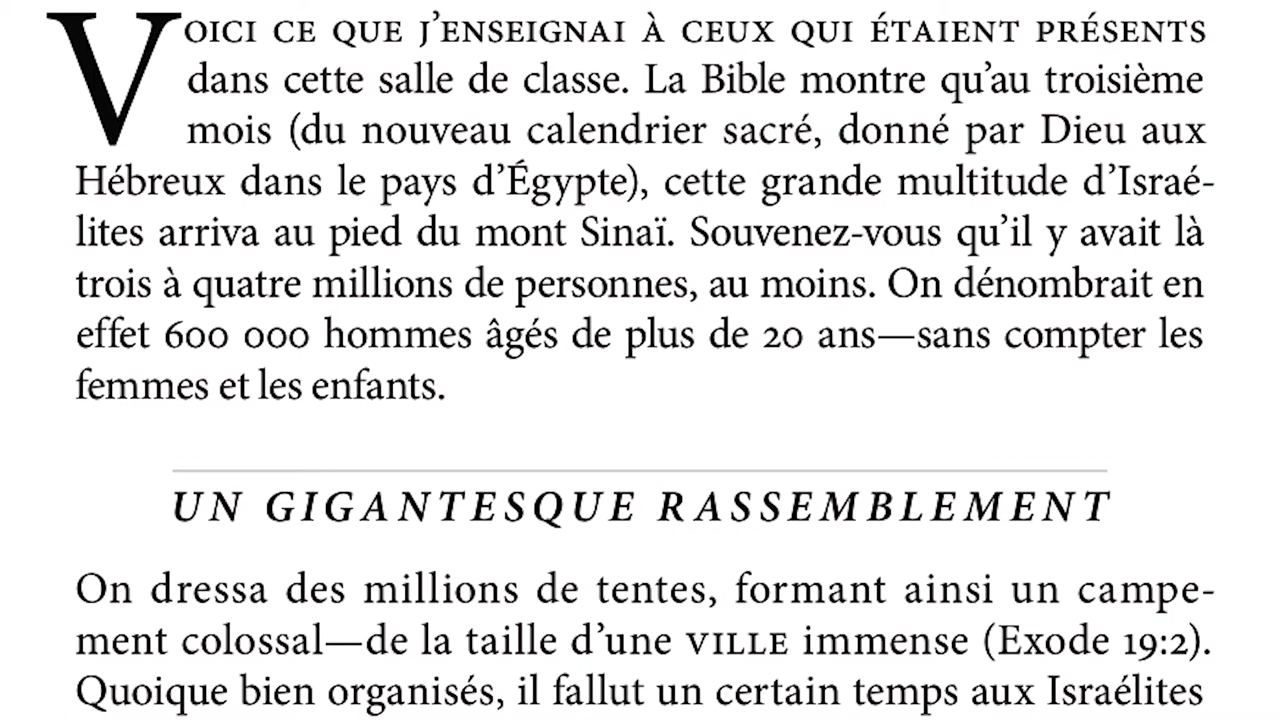 VOICI CE QUE J’ENSEIGNAI À CEUX QUI ÉTAIENT PRÉSENTS
dans cette salle de classe. La Bible montre qu’au troisième
mois (du nouveau calendrier sacré, donné par Dieu aux
Hébreux dans le pays d’Égypte), cette grande multitude d’Israé-
lites arriva au pied du mont Sinaï. Souvenez-vous qu’il y avait là
trois à quatre millions de personnes, au moins. On dénombrait en
effet 600 000 hommes âgés de plus de 20 ans—sans compter les
femmes et les enfants.
UN GIGANTESQUE RASSEMBLEMENT
On dressa des millions de tentes, formant ainsi un campe-
ment colossal—de la taille d’une VILLE immense (Exode 19:2).
Quoique bien organisés, il fallut un certain temps aux Israélites